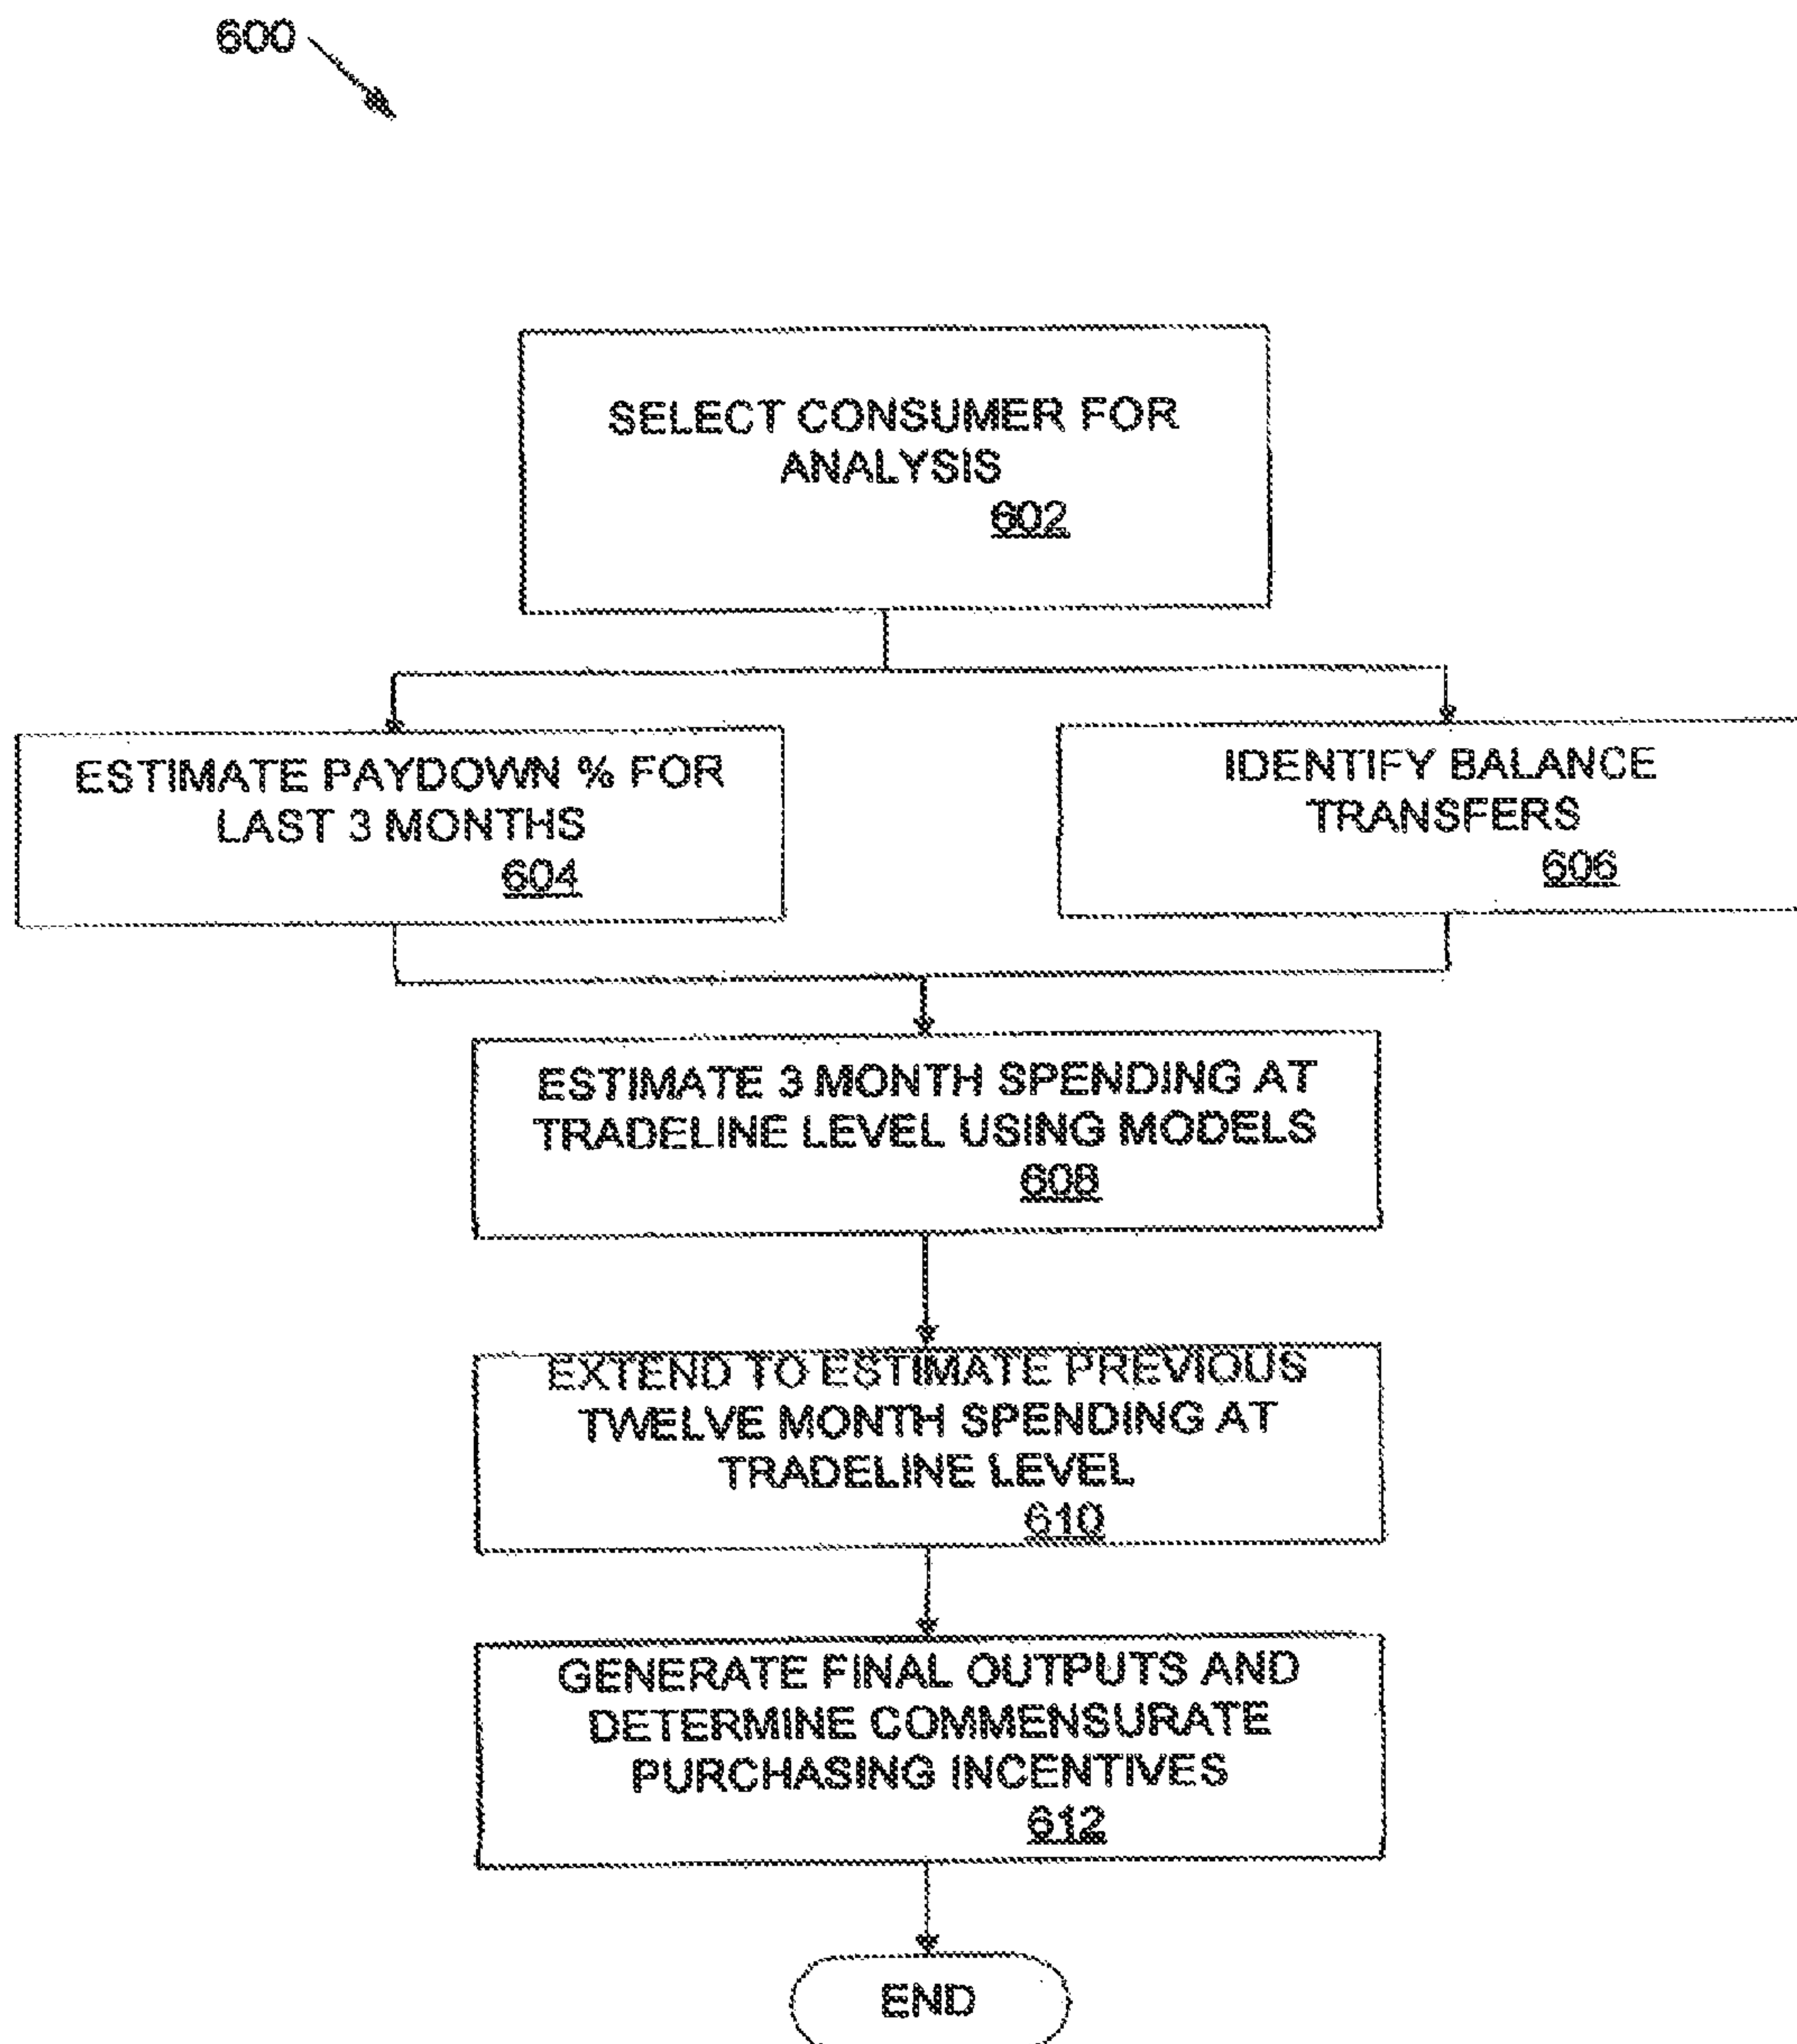 600
SELECT CONSUMER FOR
ANALYSIS
602
ESTIMATE PAYDOWN % FOR
LAST 3 MONTHS
604
IDENTIFY BALANCE
TRANSFERS
606
ESTIMATE 3 MONTH SPENDING AT
TRADELINE LEVEL USING MODELS
608
EXTEND TO ESTIMATE PREVIOUS
TWELVE MONTH SPENDING AT
TRADELINE LEVEL
610
GENERATE FINAL OUTPUTS AND
DETERMINE COMMENSURATE
PURCHASING INCENTIVES
612
END